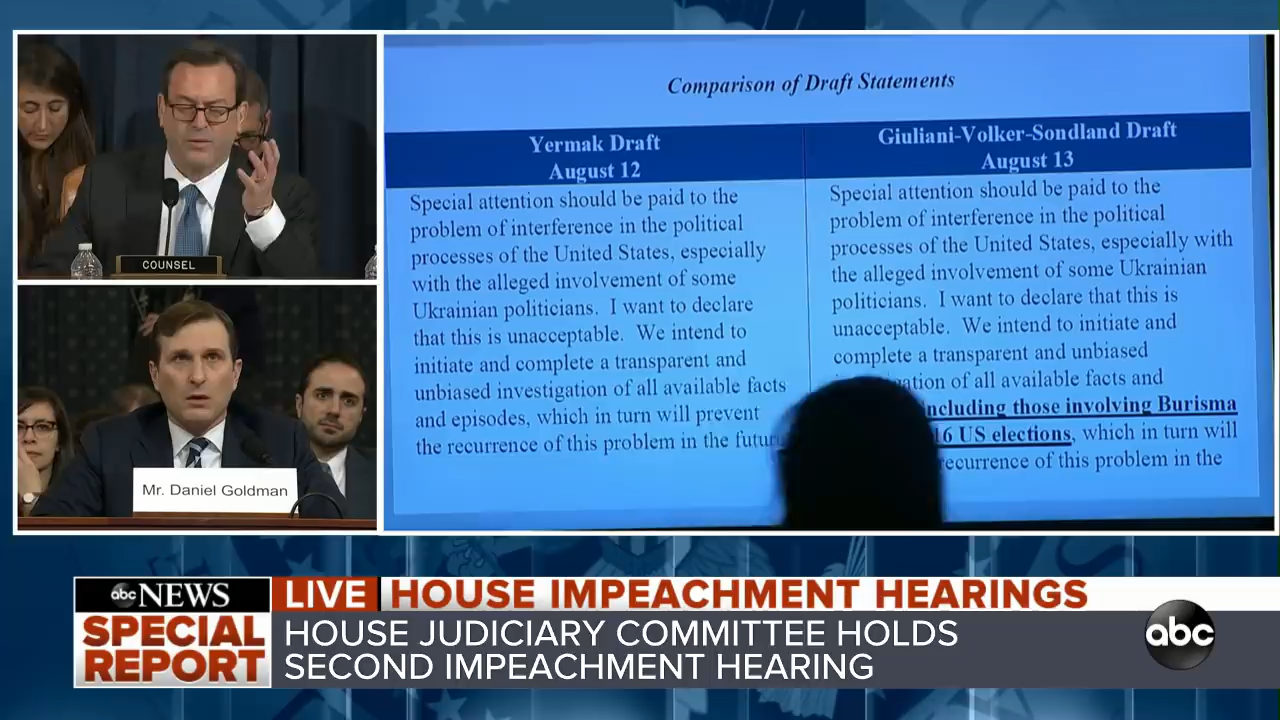 COUNSEL
Mr. Daniel Goldman
Comparison of Draft Statements
Yermak Draft
August 12
Special attention should be paid to the
problem of interference in the political
processes of the United States, especially
with the alleged involvement of some
Ukrainian politicians. I want to declare
that this is unacceptable. We intend to
initiate and complete a transparent and
unbiased investigation of all available facts
and episodes, which in turn will prevent
the recurrence of this problem in the
Giuliani-Volker-Sondland Draft
August 13
Special attention should be paid to the
problem of interference in the political
processes of the United States, especially with
the alleged involvement of some Ukrainian
politicians. I want to declare that this is
unacceptable. We intend to initiate and
complete a transparent and unbiased
of all available facts and
including those involving Burisma
US elections, which in turn will
recurrence of this problem in the
abc NEWS
SPECIAL
REPORT
LIVE
HOUSE IMPEACHMENT HEARINGS
HOUSE JUDICIARY COMMITTEE HOLDS
SECOND IMPEACHMENT HEARING
abc